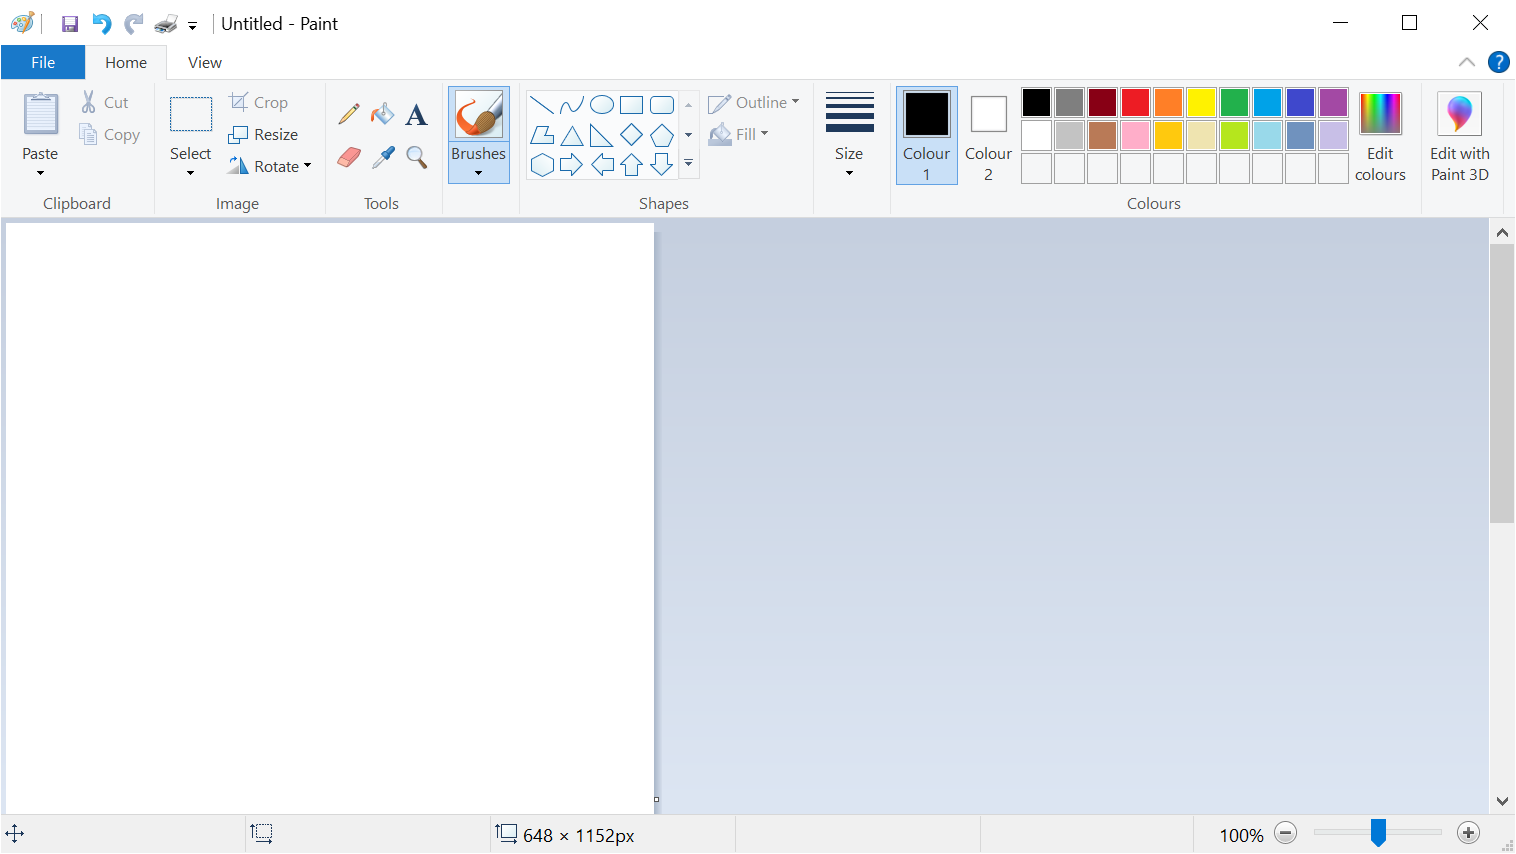 Untitled - Paint
File
Home
View
Paste
Cut
Copy
Clipboard
Select
Crop
Resize
Rotate
Image
A
Tools
Brushes
Shapes
Outline
Fill
Size
Colour
1
Colour
2
Colours
Edit
colours
Edit with
Paint 3D
?
648 × 1152px
100%